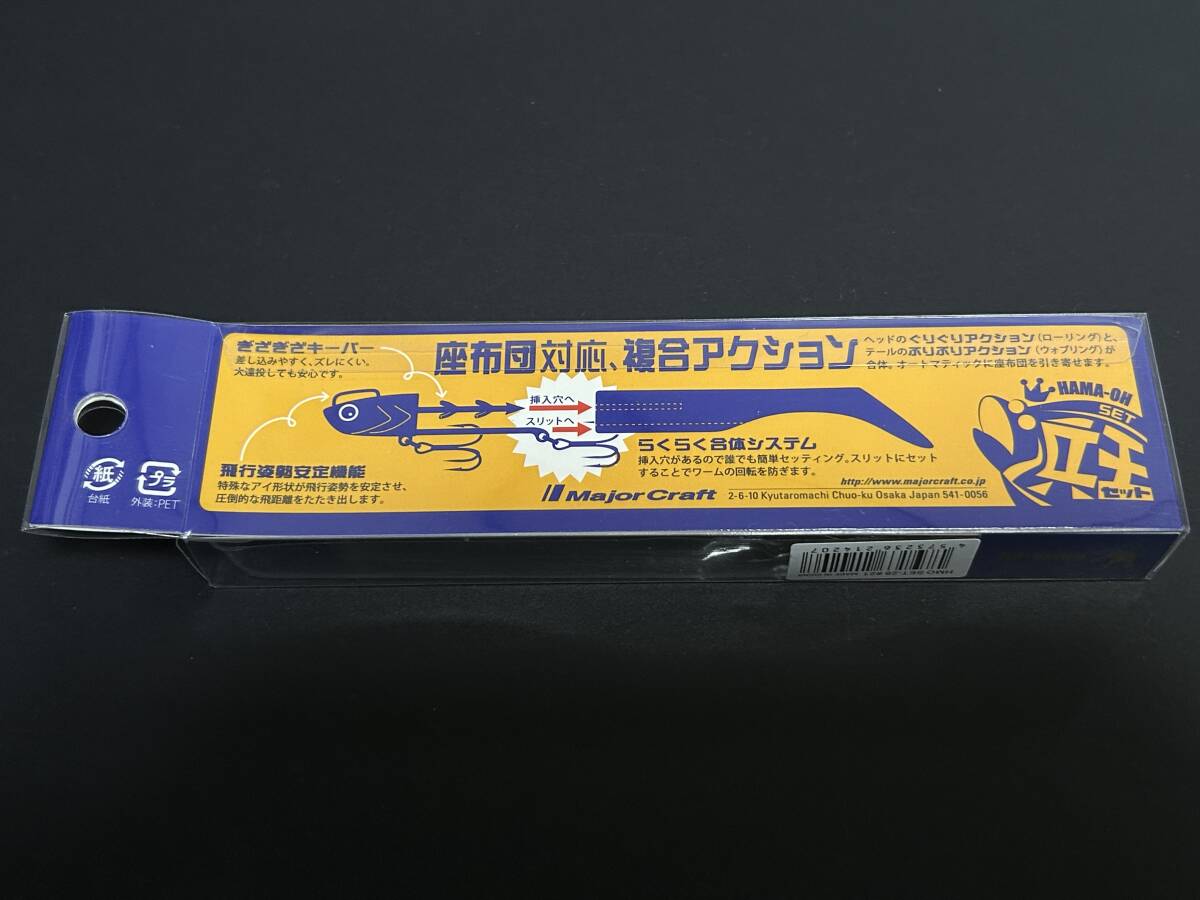 ぎざぎざキーパー
差し込みやすく、ズレにくい。
大遠投しても安心です。
座布団対応、複合アクション
ヘッドのぐりぐりアクション(ローリング)と、
テールのボリボリアクション(ウォブリング)が
合体。オートマティックに座布団を引き寄せます。
挿入穴へ
スリットへ
飛行姿勢安定機能
特殊なアイ形状が飛行姿勢を安定させ、
圧倒的な飛距離をたたき出します。
らくらく合体システム
挿入穴があるので誰でも簡単セッティング。スリットにセット
することでワームの回転を防ぎます。
Major Craft
http://www.majorcraft.co.jp
2-6-10 Kyutaromachi Chuo-ku Osaka Japan 541-0056
HAMA-OH
SET
浜王
セット
紙
台紙
プラ
外装:PET
4 573236 214207
HMO SET-28 #21